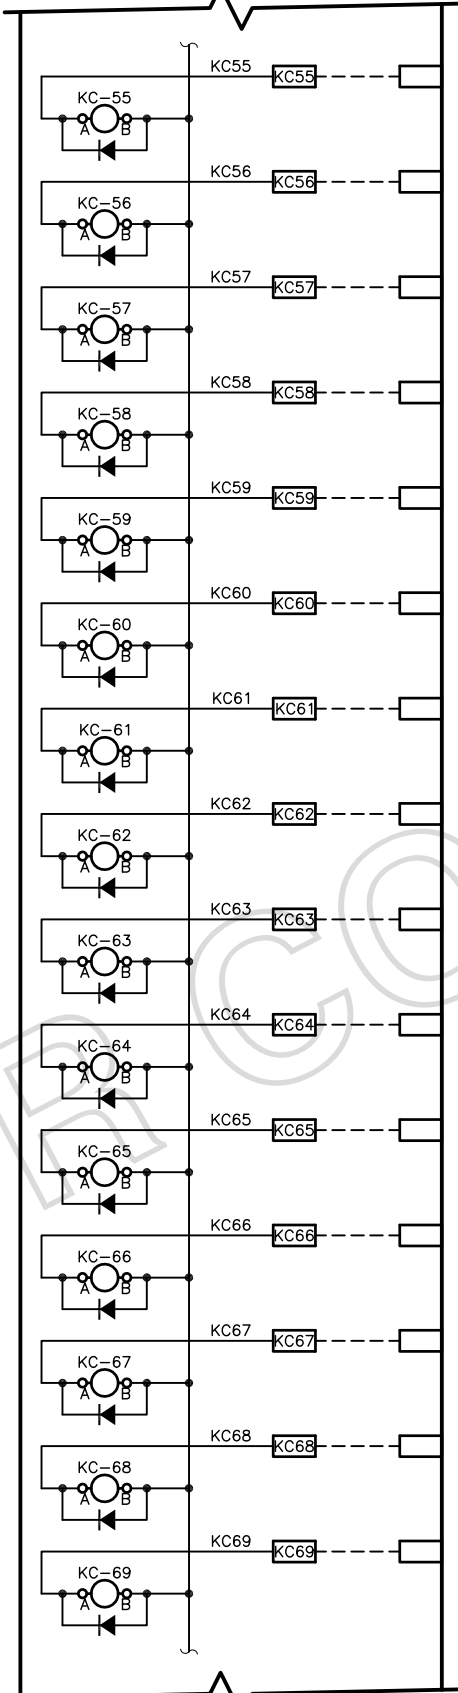 KC55
KC55
KC-55
A B
KC56
KC56
KC-56
A B
KC57
KC57
KC-57
A B
KC58
KC58
KC-58
A B
KC59
KC59
KC-59
A B
KC60
KC60
KC-60
A B
KC61
KC61
KC-61
A B
KC62
KC62
KC-62
A B
KC63
KC63
KC-63
A B
KC64
KC64
KC-64
A B
KC65
KC65
KC-65
A B
KC66
KC66
KC-66
A B
KC67
KC67
KC-67
A B
KC68
KC68
KC-68
A B
KC69
KC69
KC-69
A B
R CO